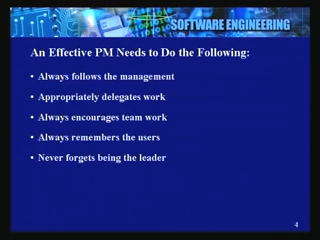 SOFTWARE ENGINEERING
An Effective PM Needs to Do the Following:
• Always follows the management
• Appropriately delegates work
• Always encourages team work
• Always remembers the users
• Never forgets being the leader
4